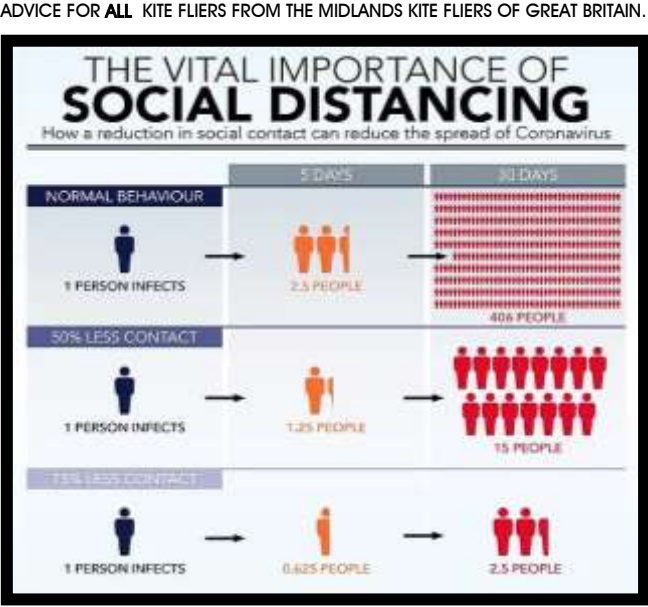 ADVICE FOR ALL KITE FLIERS FROM THE MIDLANDS KITE FLIERS OF GREAT BRITAIN.
THE VITAL IMPORTANCE OF
SOCIAL DISTANCING
How a reduction in social contact can reduce the spread of Coronavirus
5 DAYS 30 DAYS
NORMAL BEHAVIOUR
1 PERSON INFECTS 2.5 PEOPLE 406 PEOPLE
50% LESS CONTACT
1 PERSON INFECTS 1.25 PEOPLE 15 PEOPLE
75% LESS CONTACT
1 PERSON INFECTS 0.625 PEOPLE 2.5 PEOPLE